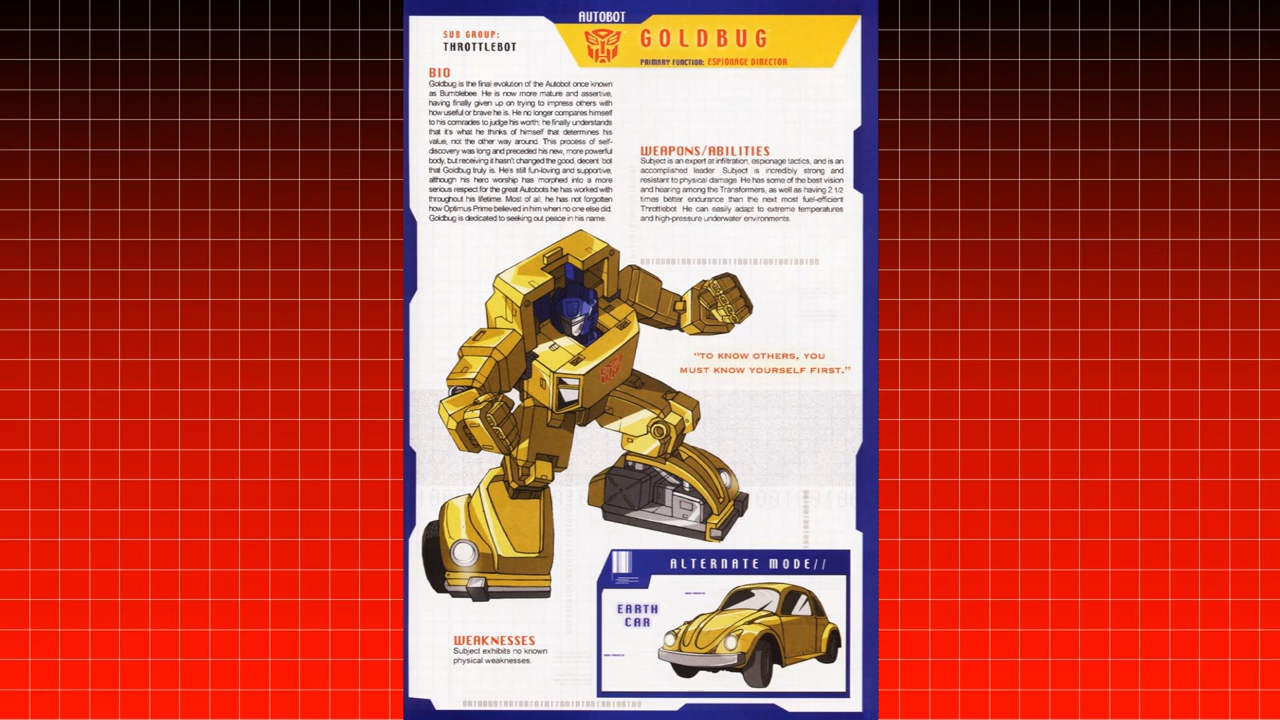 AUTOBOT
SUB GROUP:
THROTTLEBOT
GOLDBUG
PRIMARY FUNCTION: ESPIONAGE DIRECTOR
BIO
Goldbug is the final evolution of the Autobot once known
as Bumblebee. He is now more mature and assertive,
having finally given up on trying to impress others with
how useful or brave he is. He no longer compares himself
to his comrades to judge his worth; he finally understands
that it's what he thinks of himself that determines his
value, not the other way around. This process of self-
discovery was long and preceded his new, more powerful
body, but receiving it hasn't changed the good, decent 'bot
that Goldbug truly is. He's still fun-loving and supportive,
although his hero worship has morphed into a more
serious respect for the great Autobots he has worked with
throughout his lifetime. Most of all, he has not forgotten
how Optimus Prime believed in him when no one else did.
Goldbug is dedicated to seeking out peace in his name.
WEAPONS/ABILITIES
Subject is an expert at infiltration, espionage tactics, and is an
accomplished leader. Subject is incredibly strong and
resistant to physical damage. He has some of the best vision
and hearing among the Transformers, as well as having 2 1/2
times better endurance than the next most fuel-efficient
Throttlebot. He can easily adapt to extreme temperatures
and high-pressure underwater environments.
"TO KNOW OTHERS, YOU
MUST KNOW YOURSELF FIRST."
ALTERNATE MODE//
EARTH
CAR
WEAKNESSES
Subject exhibits no known
physical weaknesses.